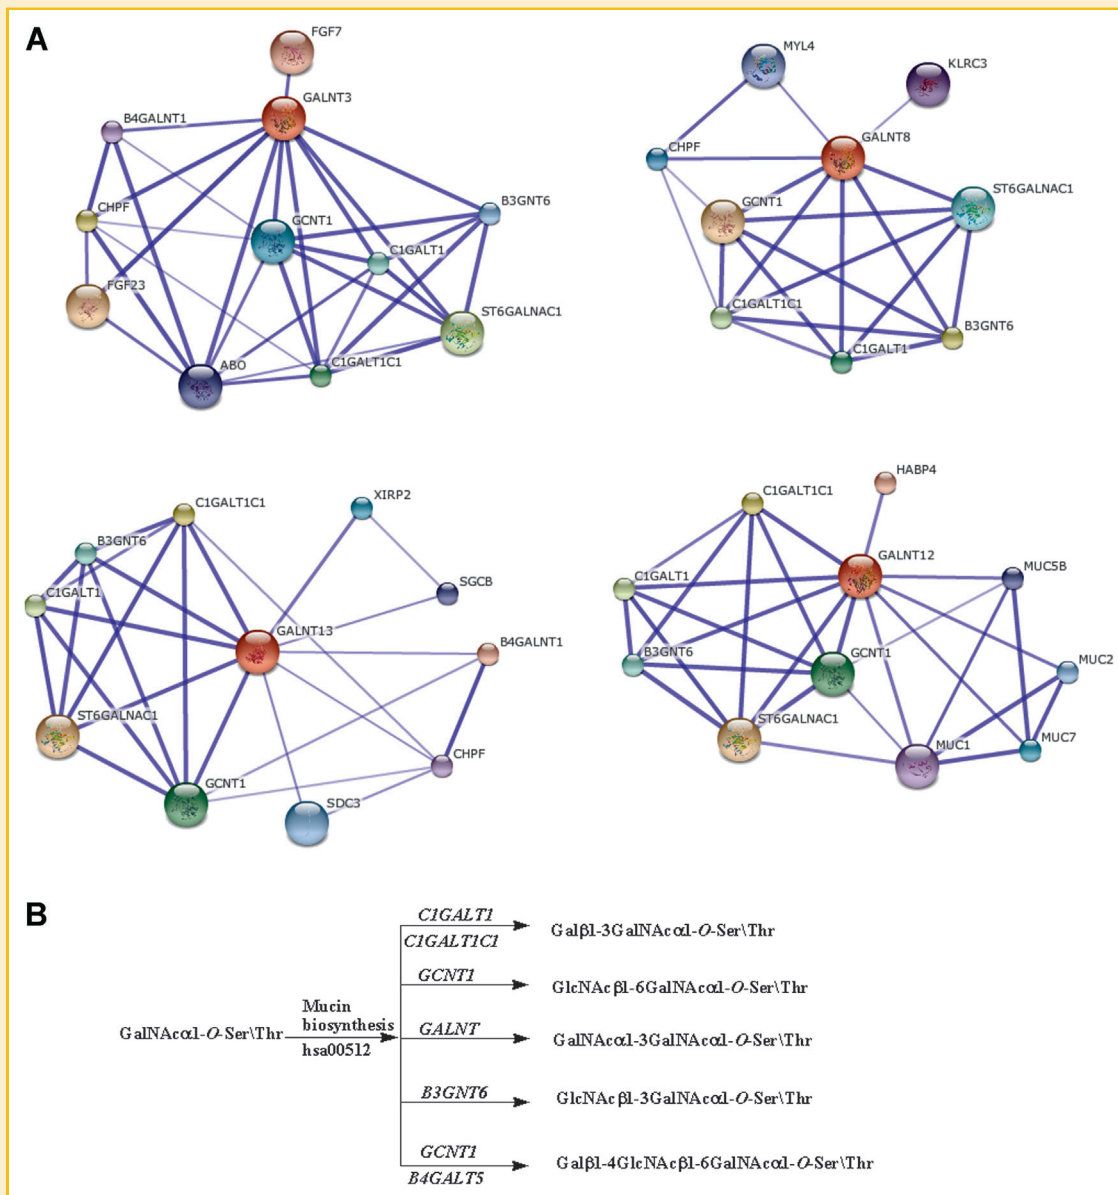 A
FGF7
GALNT3
B4GALNT1
CHPF
GCNT1
B3GNT6
C1GALT1
FGF23
ST6GALNAC1
ABO
C1GALT1C1
MYL4
KLRC3
GALNT8
CHPF
GCNT1
ST6GALNAC1
C1GALT1C1
B3GNT6
C1GALT1
C1GALT1C1
XIRP2
B3GNT6
C1GALT1
SGCB
GALNT13
B4GALNT1
ST6GALNAC1
CHPF
GCNT1
SDC3
HABP4
C1GALT1C1
GALNT12
C1GALT1
MUC5B
B3GNT6
GCNT1
MUC2
ST6GALNAC1
MUC1
MUC7
B
GalNAcα1-O-Ser\Thr
Mucin
biosynthesis
hsa00512
C1GALT1
C1GALT1C1
Galβ1-3GalNAcα1-O-Ser\Thr
GCNT1
GlcNAcβ1-6GalNAcα1-O-Ser\Thr
GALNT
GalNAcα1-3GalNAcα1-O-Ser\Thr
B3GNT6
GlcNAcβ1-3GalNAcα1-O-Ser\Thr
GCNT1
B4GALT5
Galβ1-4GlcNAcβ1-6GalNAcα1-O-Ser\Thr